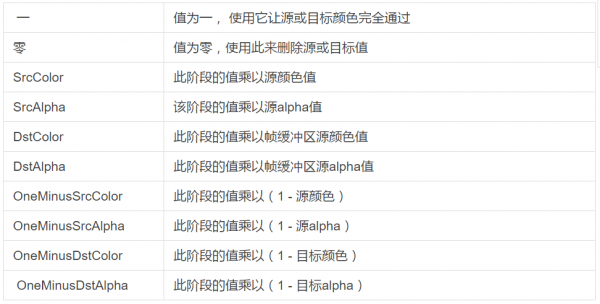 一 值为一， 使用它让源或目标颜色完全通过
零 值为零，使用此来删除源或目标值
SrcColor 此阶段的值乘以源颜色值
SrcAlpha 该阶段的值乘以源alpha值
DstColor 此阶段的值乘以帧缓冲区源颜色值
DstAlpha 此阶段的值乘以帧缓冲区源alpha值
OneMinusSrcColor 此阶段的值乘以（1 - 源颜色）
OneMinusSrcAlpha 此阶段的值乘以（1 - 源alpha）
OneMinusDstColor 此阶段的值乘以（1 - 目标颜色）
OneMinusDstAlpha 此阶段的值乘以（1 - 目标alpha）